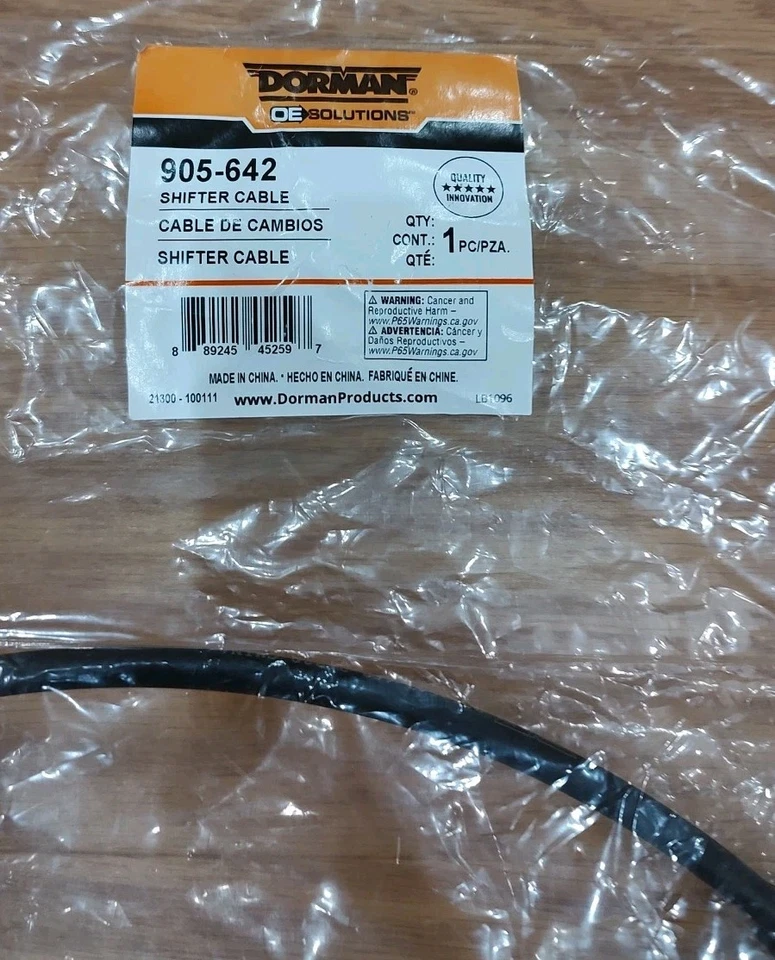 DORMAN®
OE SOLUTIONS™
905-642
SHIFTER CABLE
CABLE DE CAMBIOS
SHIFTER CABLE
QUALITY
★★★★★
INNOVATION
QTY:
CONT.: 1 PC/PZA.
QTÉ:
⚠ WARNING: Cancer and
Reproductive Harm –
www.P65Warnings.ca.gov
⚠ ADVERTENCIA: Cáncer y
Daños Reproductivos –
www.P65Warnings.ca.gov
8 89245 45259 7
MADE IN CHINA. • HECHO EN CHINA. FABRIQUÉ EN CHINE.
21300 - 100111 www.DormanProducts.com LB1096